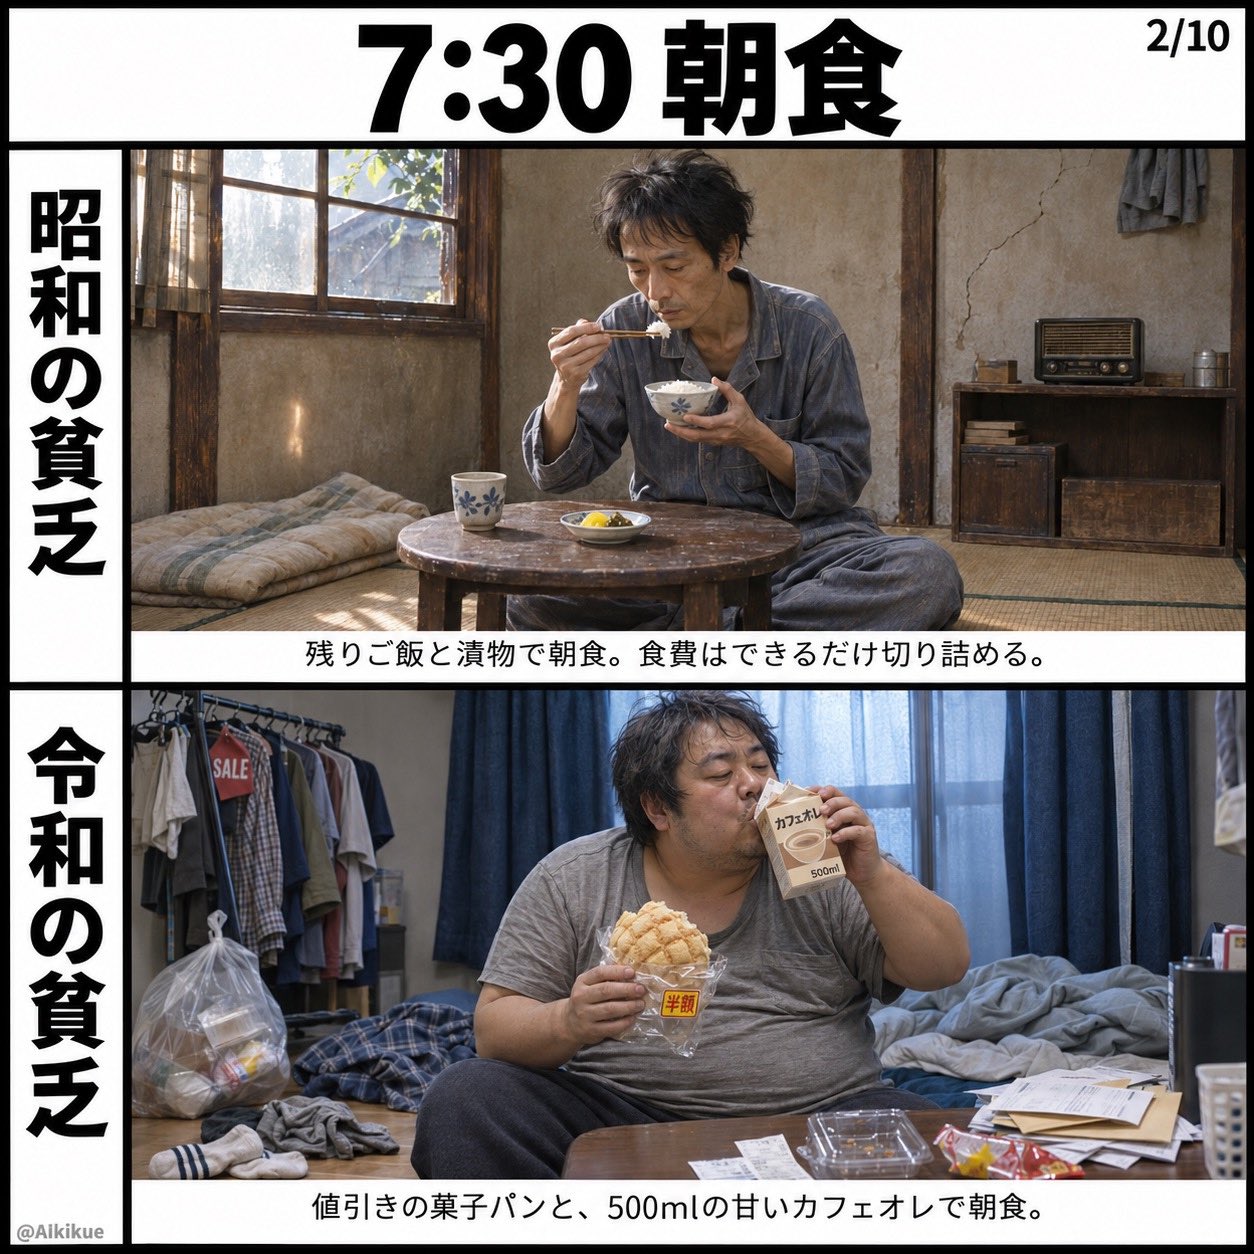 7:30 朝食
2/10
昭和の貧乏
残りご飯と漬物で朝食。食費はできるだけ切り詰める。
令和の貧乏
SALE
カフェオレ
500ml
半額
値引きの菓子パンと、500mlの甘いカフェオレで朝食。
@Aikikue